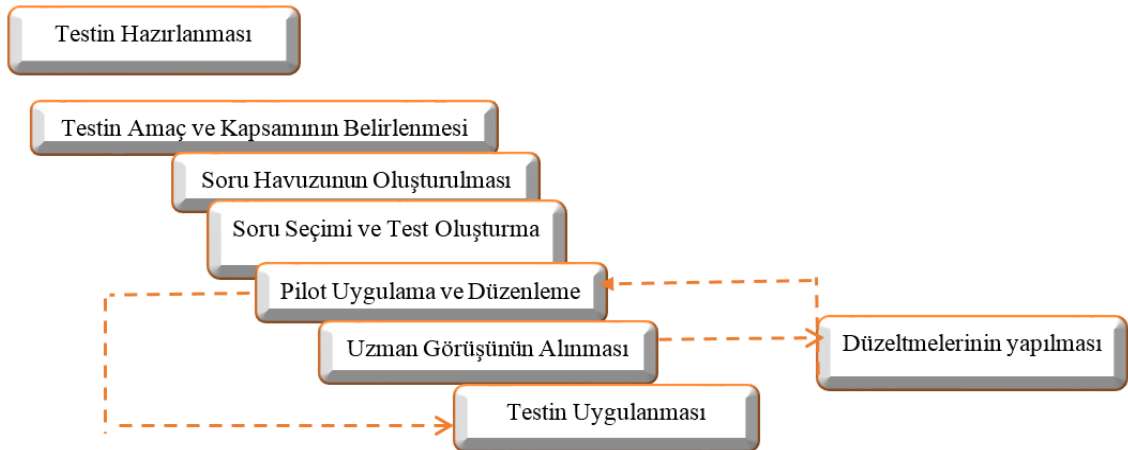 Testin Hazırlanması
Testin Amaç ve Kapsamının Belirlenmesi
Soru Havuzunun Oluşturulması
Soru Seçimi ve Test Oluşturma
Pilot Uygulama ve Düzenleme
Uzman Görüşünün Alınması
Düzeltmelerinin yapılması
Testin Uygulanması